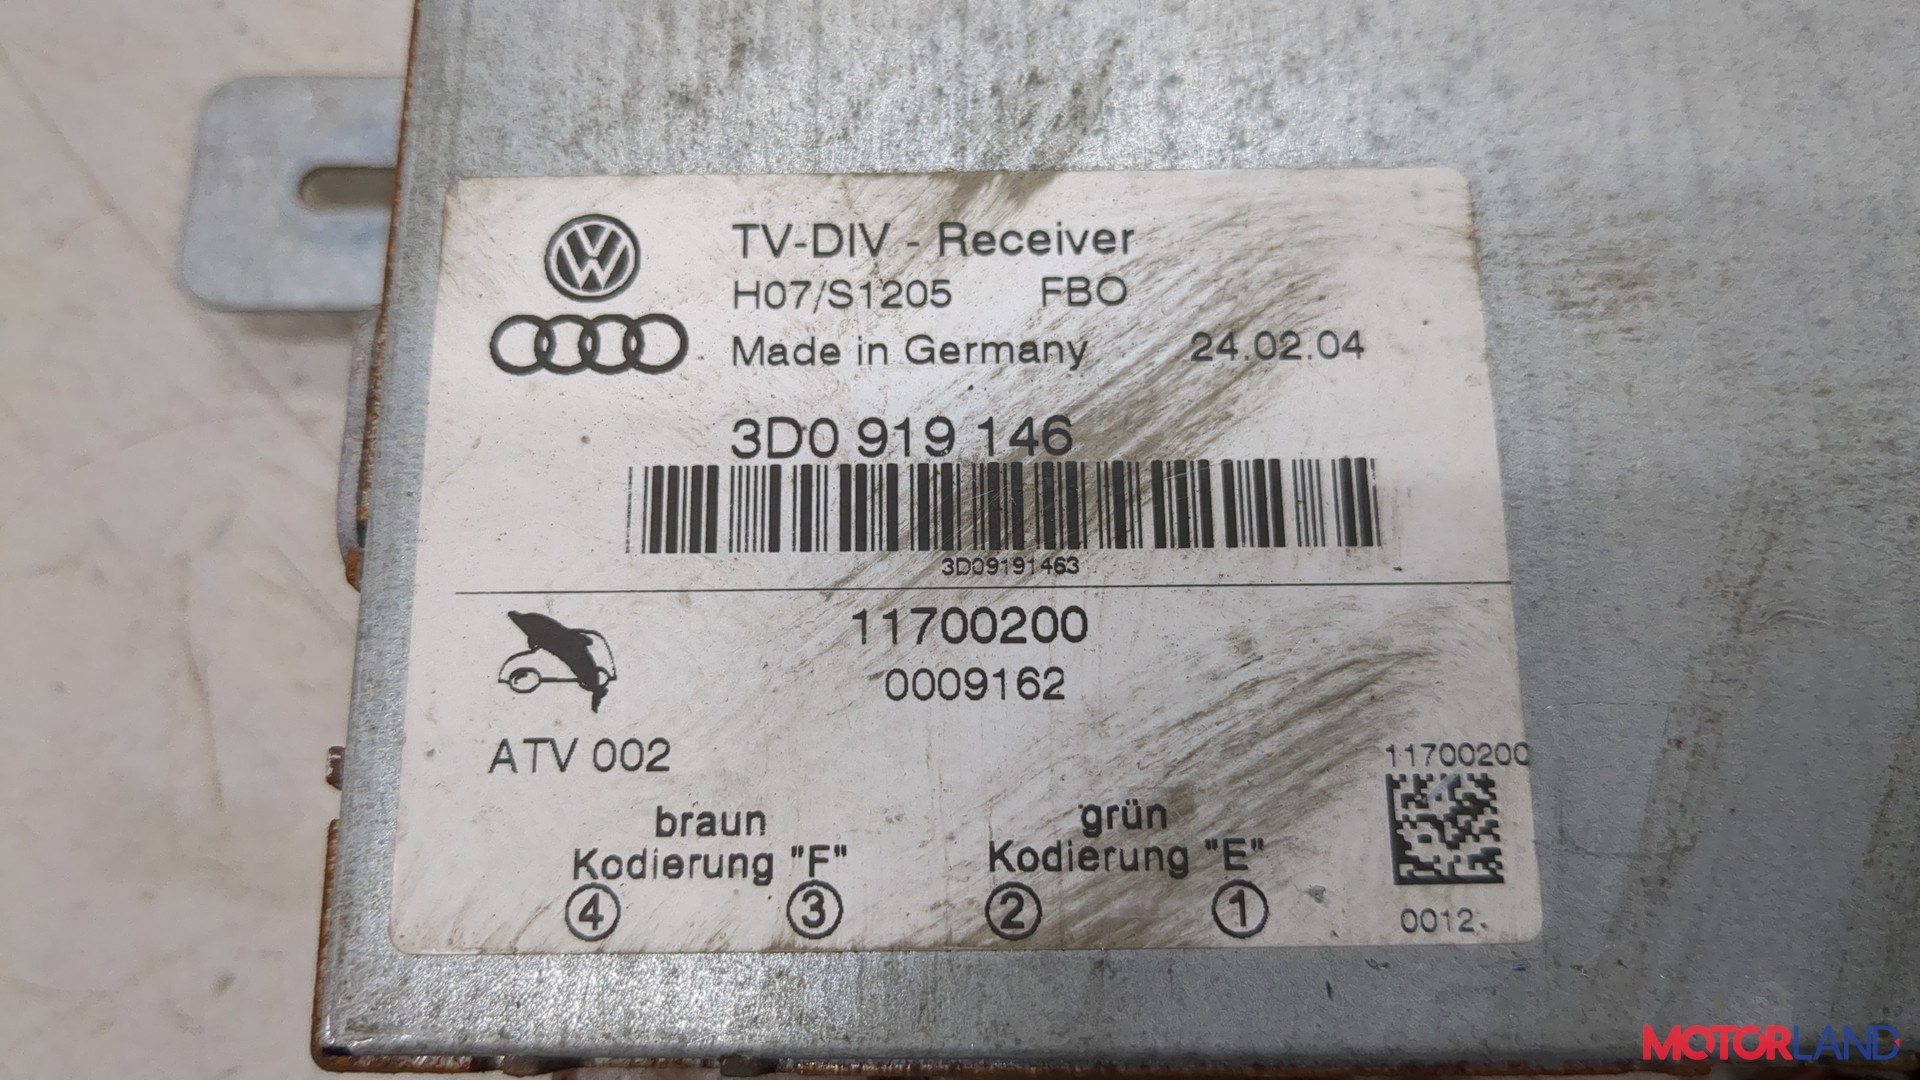 TV-DIV - Receiver
H07/S1205 FBO
Made in Germany 24.02.04
3D0 919 146
3D09191463
11700200
0009162
ATV 002
11700200
braun grün
Kodierung "F" Kodierung "E"
4 3 2 1
0012.
MOTORLAND